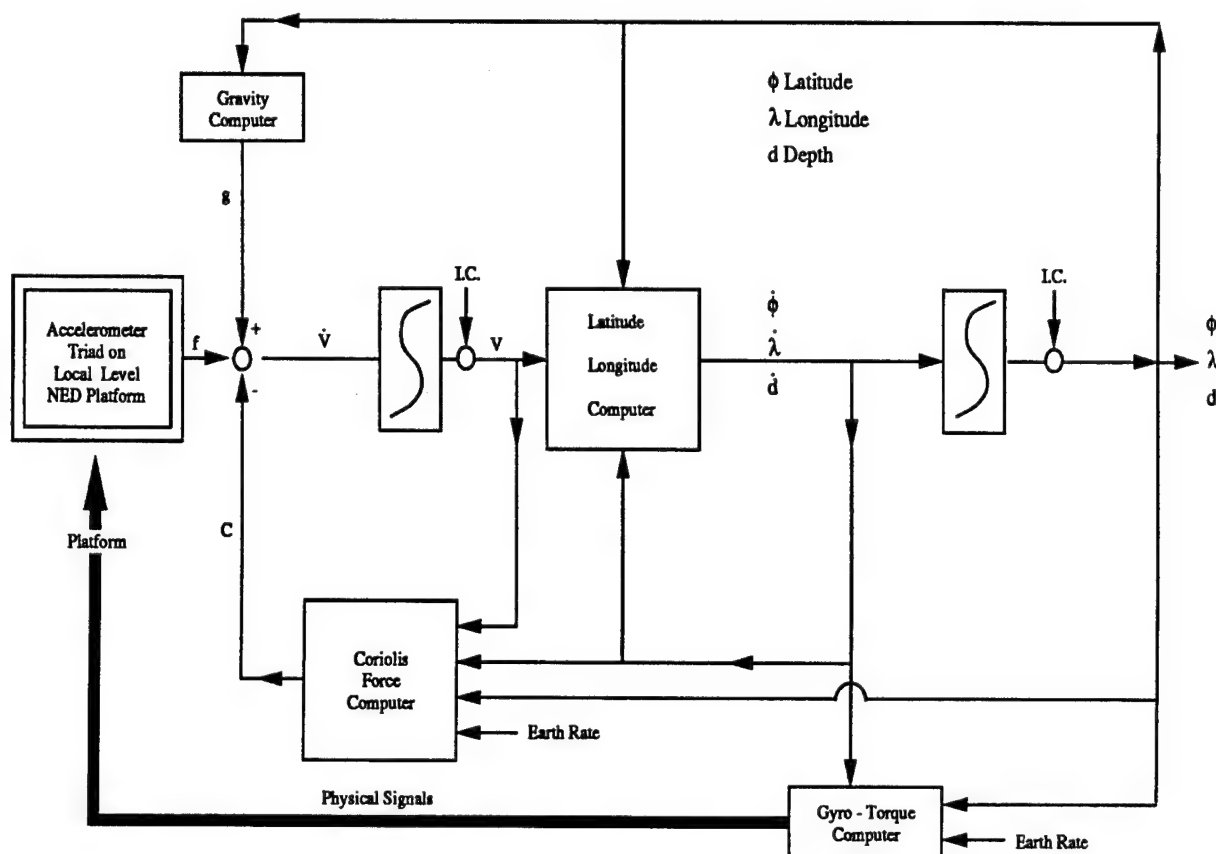 Gravity
Computer
ϕ Latitude
λ Longitude
d Depth
g
I.C.
I.C.
Accelerometer
Triad on
Local Level
NED Platform
f
+
-
V̇
V
Latitude
Longitude
Computer
ϕ̇
λ̇
ḋ
ϕ
λ
d
C
Platform
Coriolis
Force
Computer
Earth Rate
Physical Signals
Gyro - Torque
Computer
Earth Rate